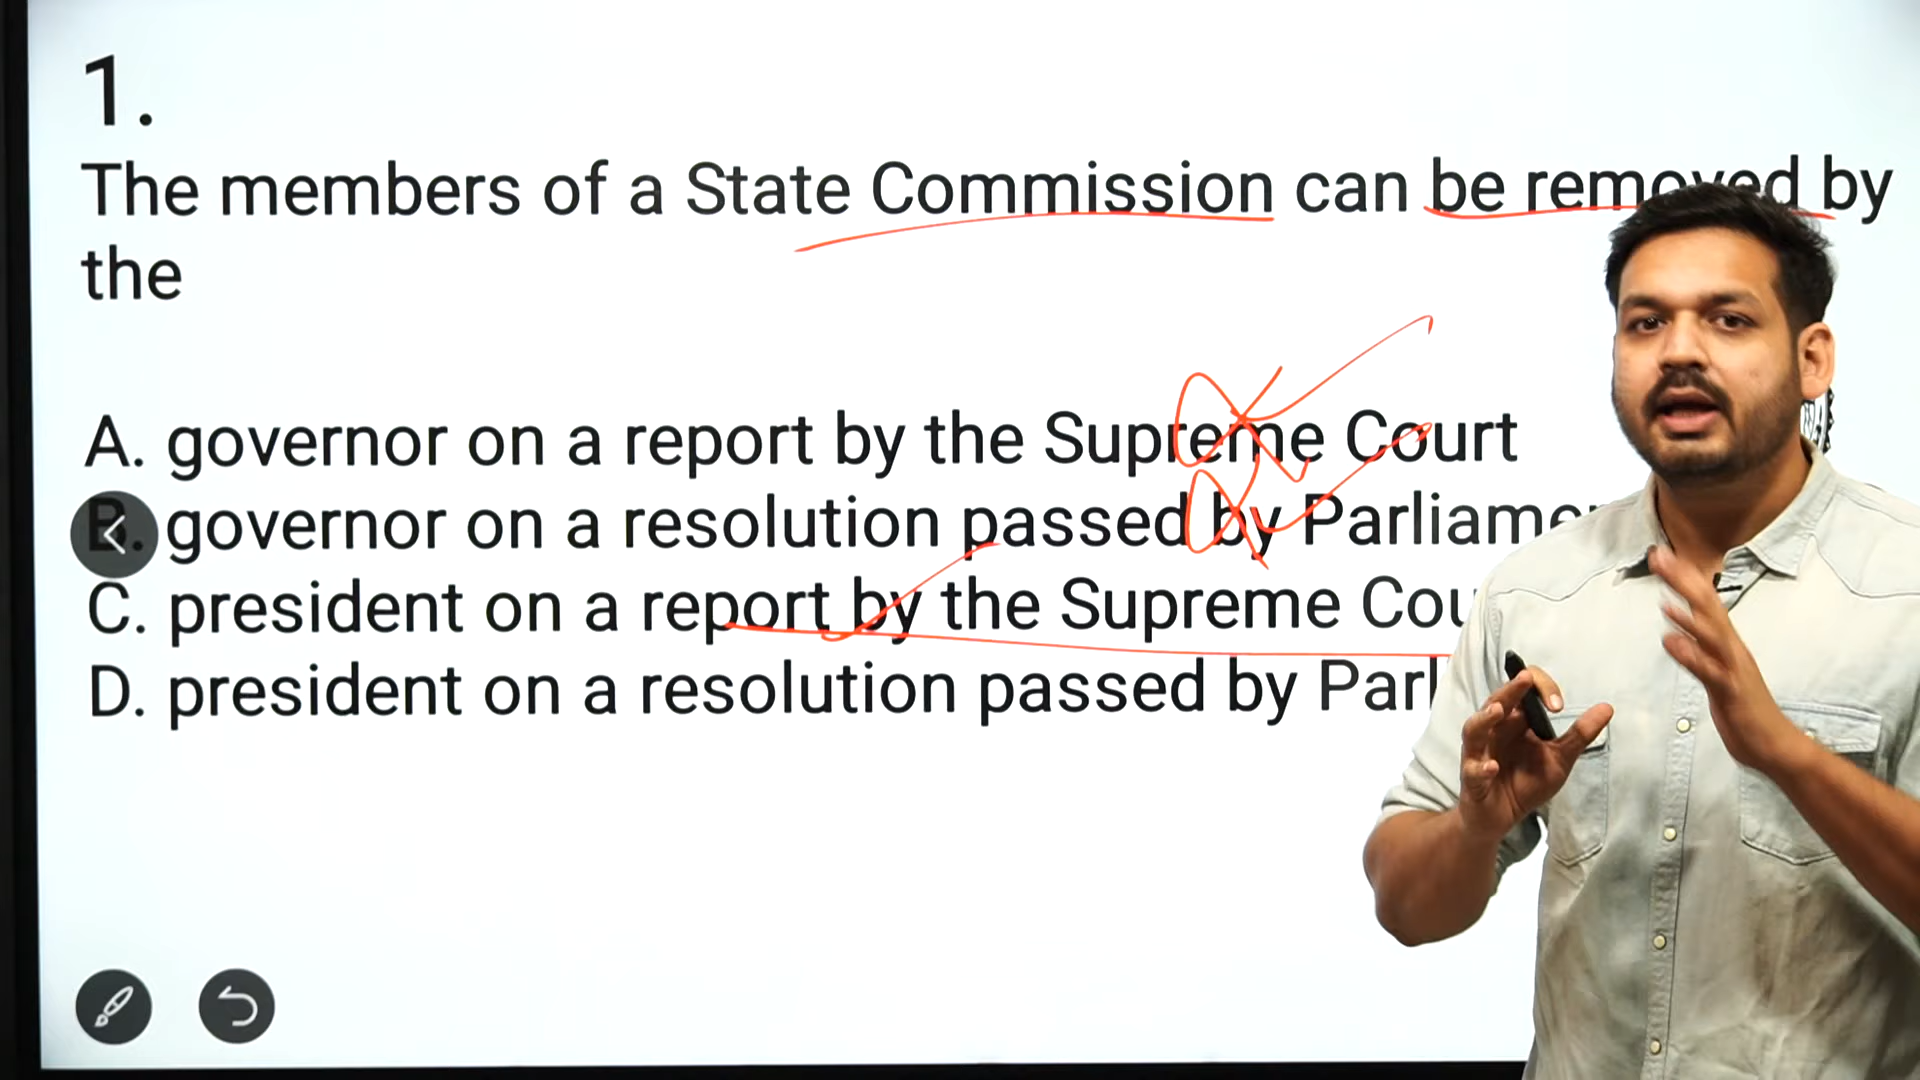 1.
The members of a State Commission can be removed by
the
A. governor on a report by the Supreme Court
B. governor on a resolution passed by
C. president on a report by the Supreme
D. president on a resolution passed by